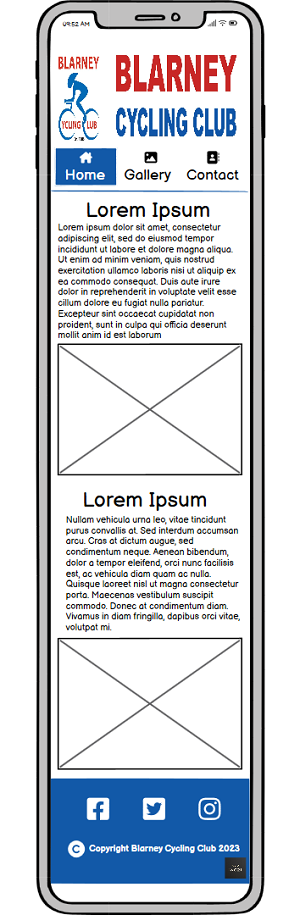 09:52 AM
BLARNEY
CYCLING CLUB
BLARNEY
CYCLING CLUB
Home
Gallery
Contact
Lorem Ipsum
Lorem ipsum dolor sit amet, consectetur
adipiscing elit, sed do eiusmod tempor
incididunt ut labore et dolore magna aliqua.
Ut enim ad minim veniam, quis nostrud
exercitation ullamco laboris nisi ut aliquip ex
ea commodo consequat. Duis aute irure
dolor in reprehenderit in voluptate velit esse
cillum dolore eu fugiat nulla pariatur.
Excepteur sint occaecat cupidatat non
proident, sunt in culpa qui officia deserunt
mollit anim id est laborum
Lorem Ipsum
Nullam vehicula urna leo, vitae tincidunt
purus convallis at. Sed interdum accumsan
arcu. Cras at dictum augue, sed
condimentum neque. Aenean bibendum,
dolor a tempor eleifend, orci nunc facilisis
est, ac vehicula diam quam ac nulla.
Quisque laoreet nisl ut magna consectetur
porta. Maecenas vestibulum suscipit
commodo. Donec at condimentum diam.
Vivamus in diam fringilla, dapibus orci vitae,
volutpat mi.
C Copyright Blarney Cycling Club 2023